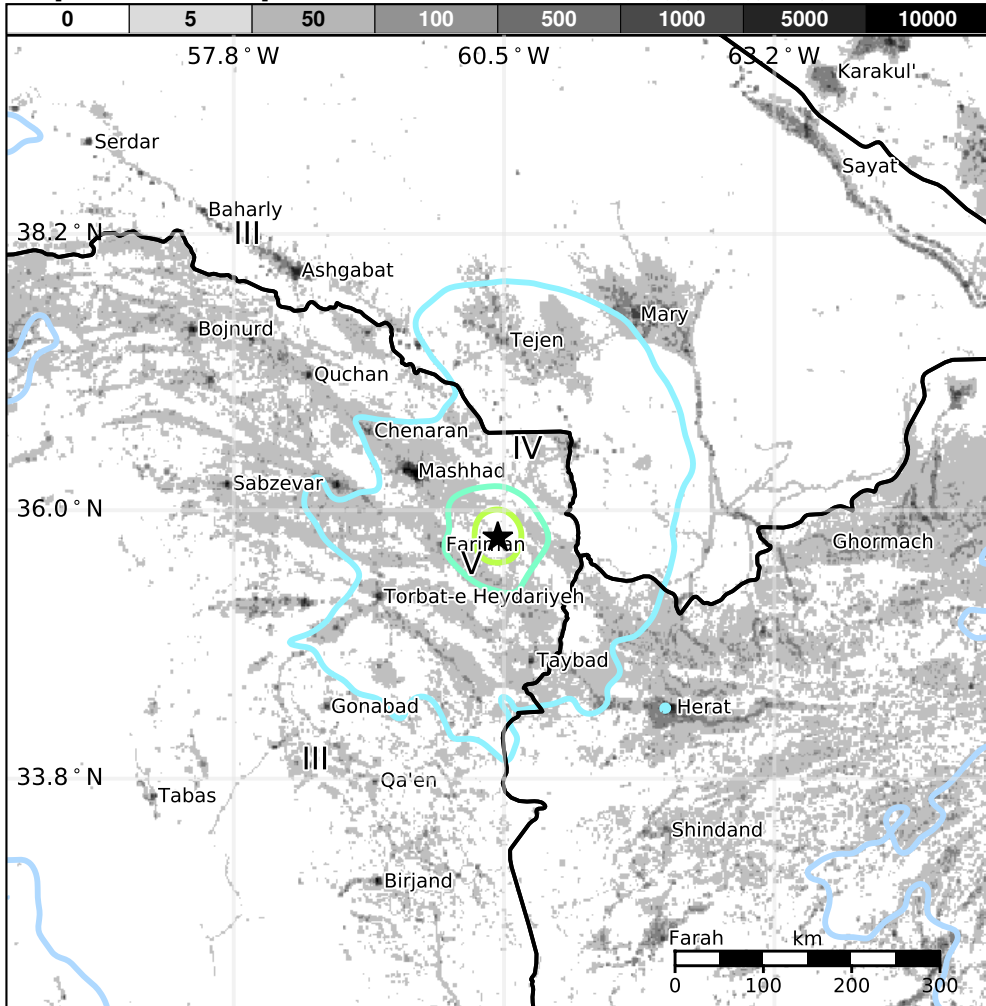 0 5 50 100 500 1000 5000 10000
57.8°W 60.5°W 63.2°W
Karakul'
Serdar
Sayat
Baharly
38.2°N
III
Ashgabat
Mary
Bojnurd
Tejen
Quchan
Chenaran
IV
Mashhad
Sabzevar
36.0°N
Fariman
Ghormach
V
Torbat-e Heydariyeh
Taybad
Gonabad
Herat
III
33.8°N
Qa'en
Tabas
Shindand
Birjand
Farah
km
0 100 200 300